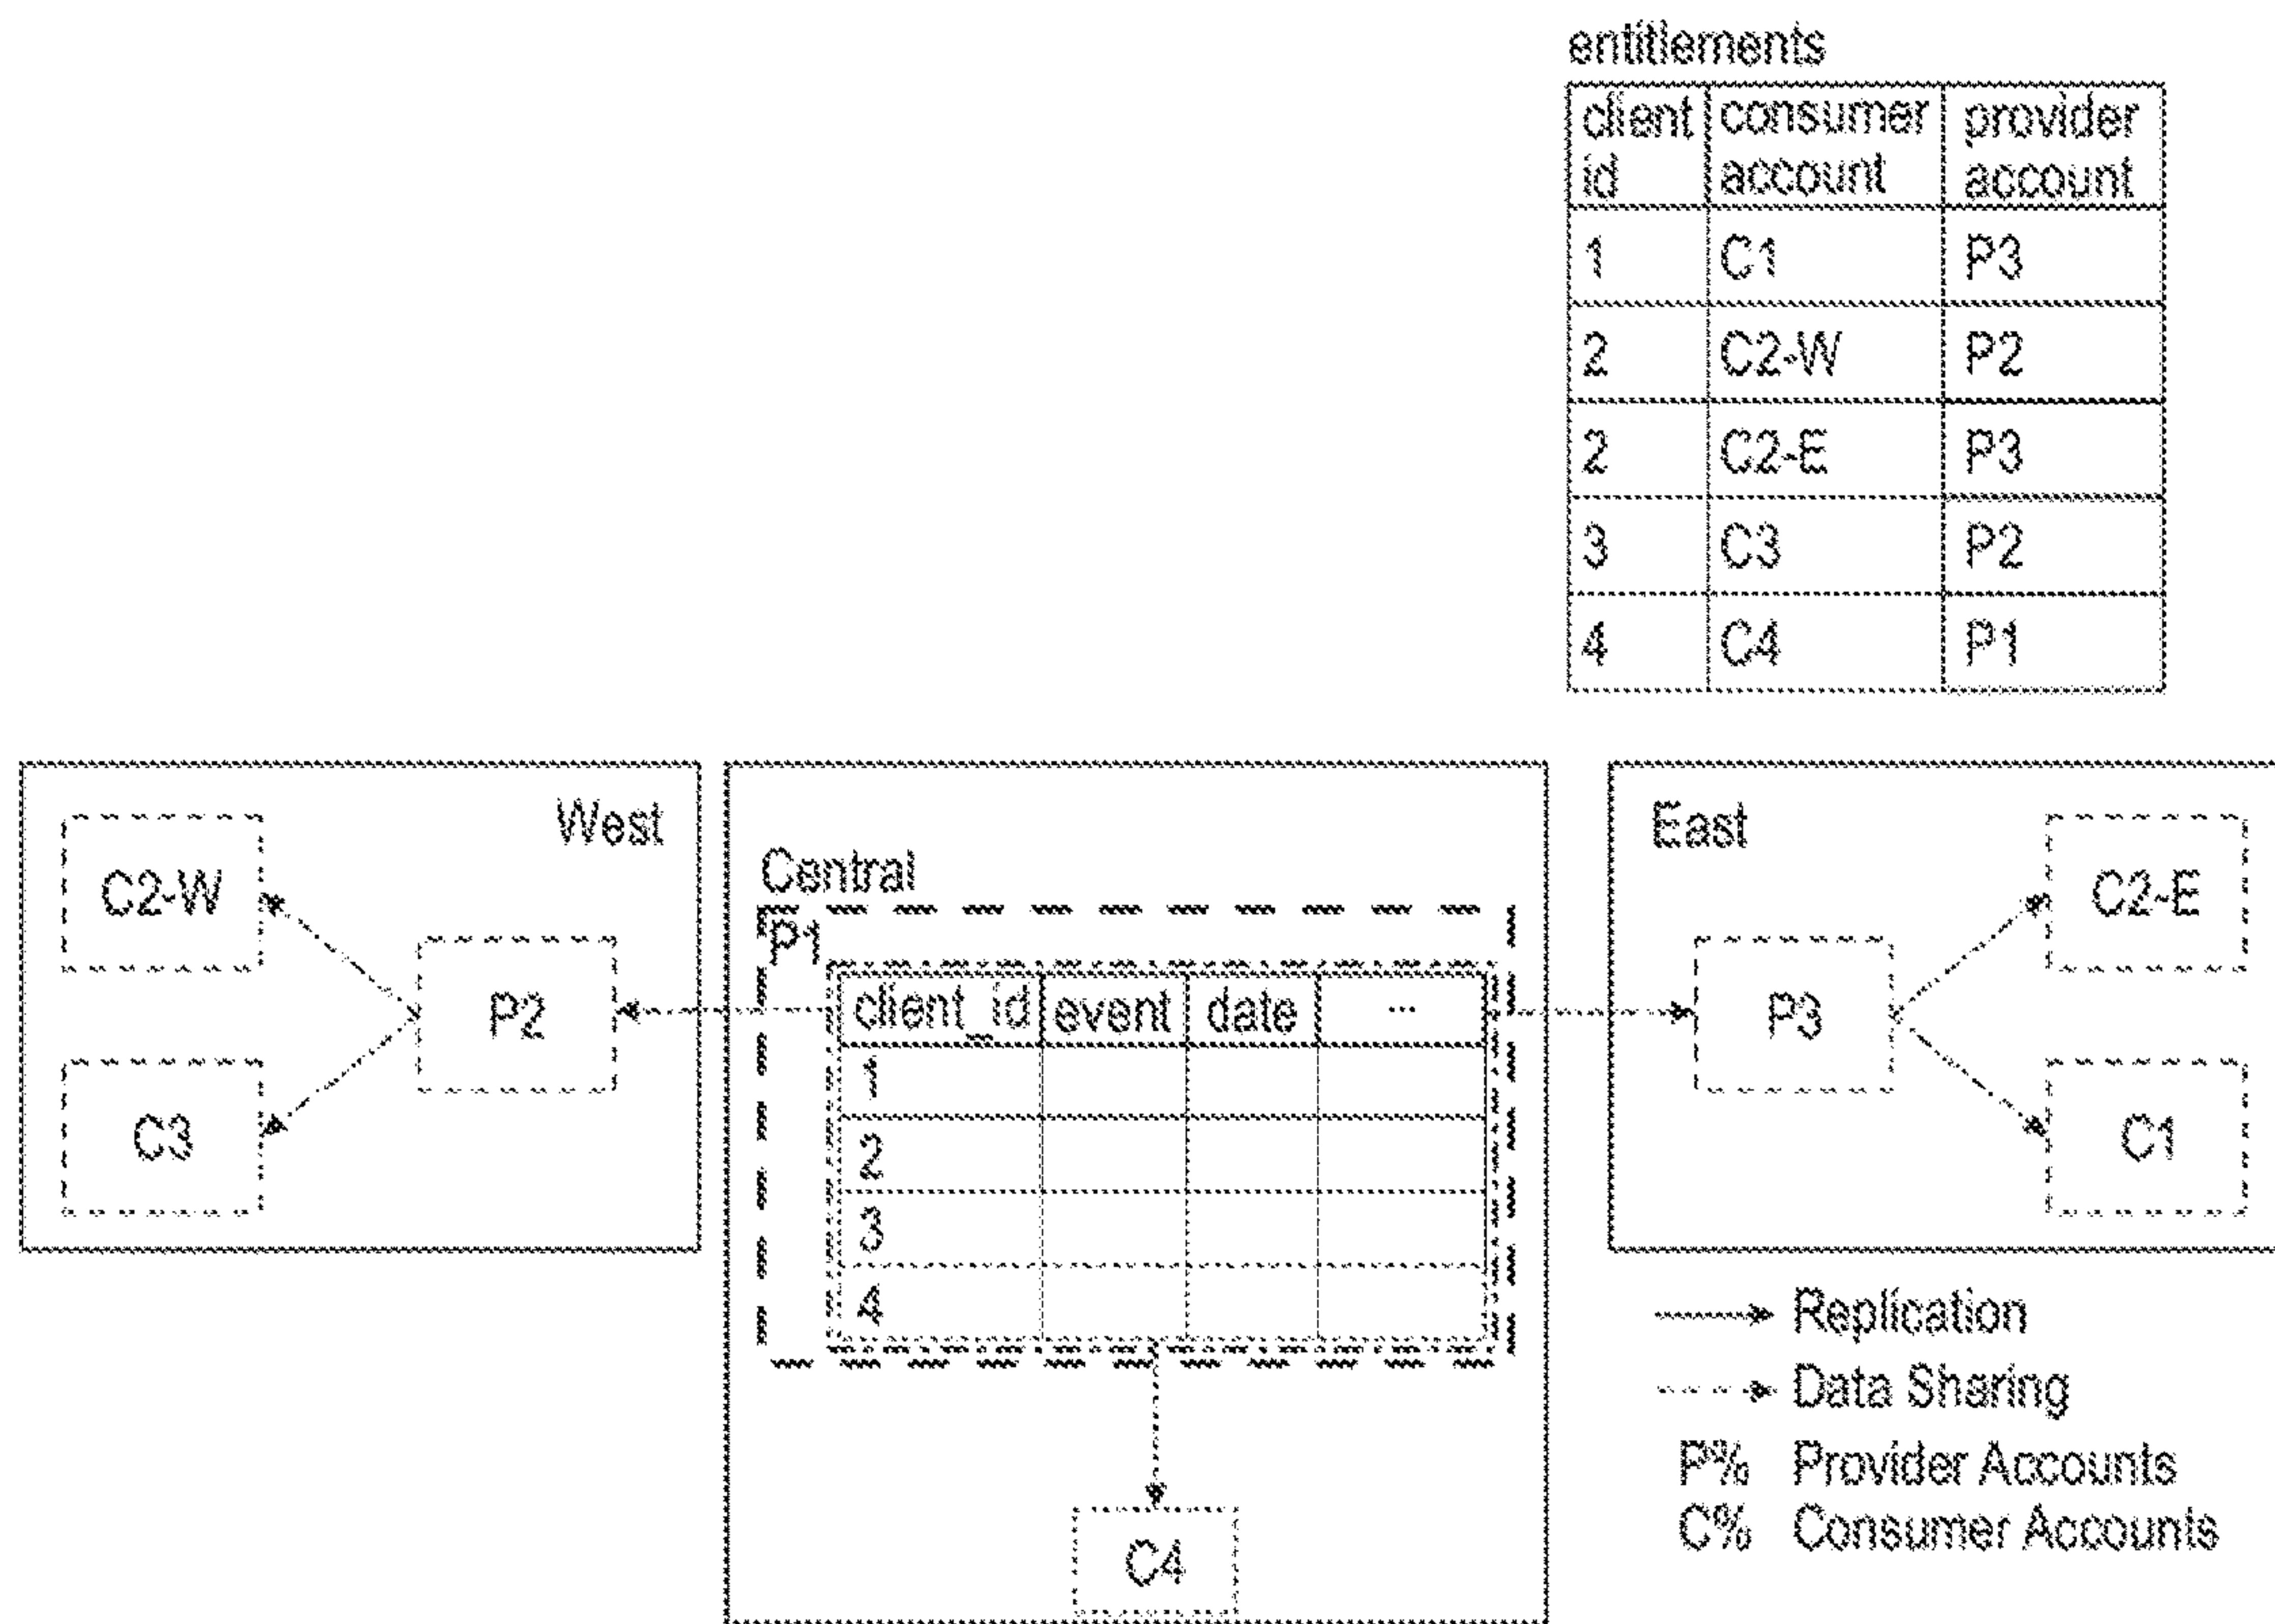 entitlements
client id consumer account provider account
1 C1 P3
2 C2-W P2
2 C2-E P3
3 C3 P2
4 C4 P1
West
C2-W
P2
C3
Central
P1
client_id event date ...
1
2
3
4
C4
East
C2-E
P3
C1
Replication
Data Sharing
P% Provider Accounts
C% Consumer Accounts